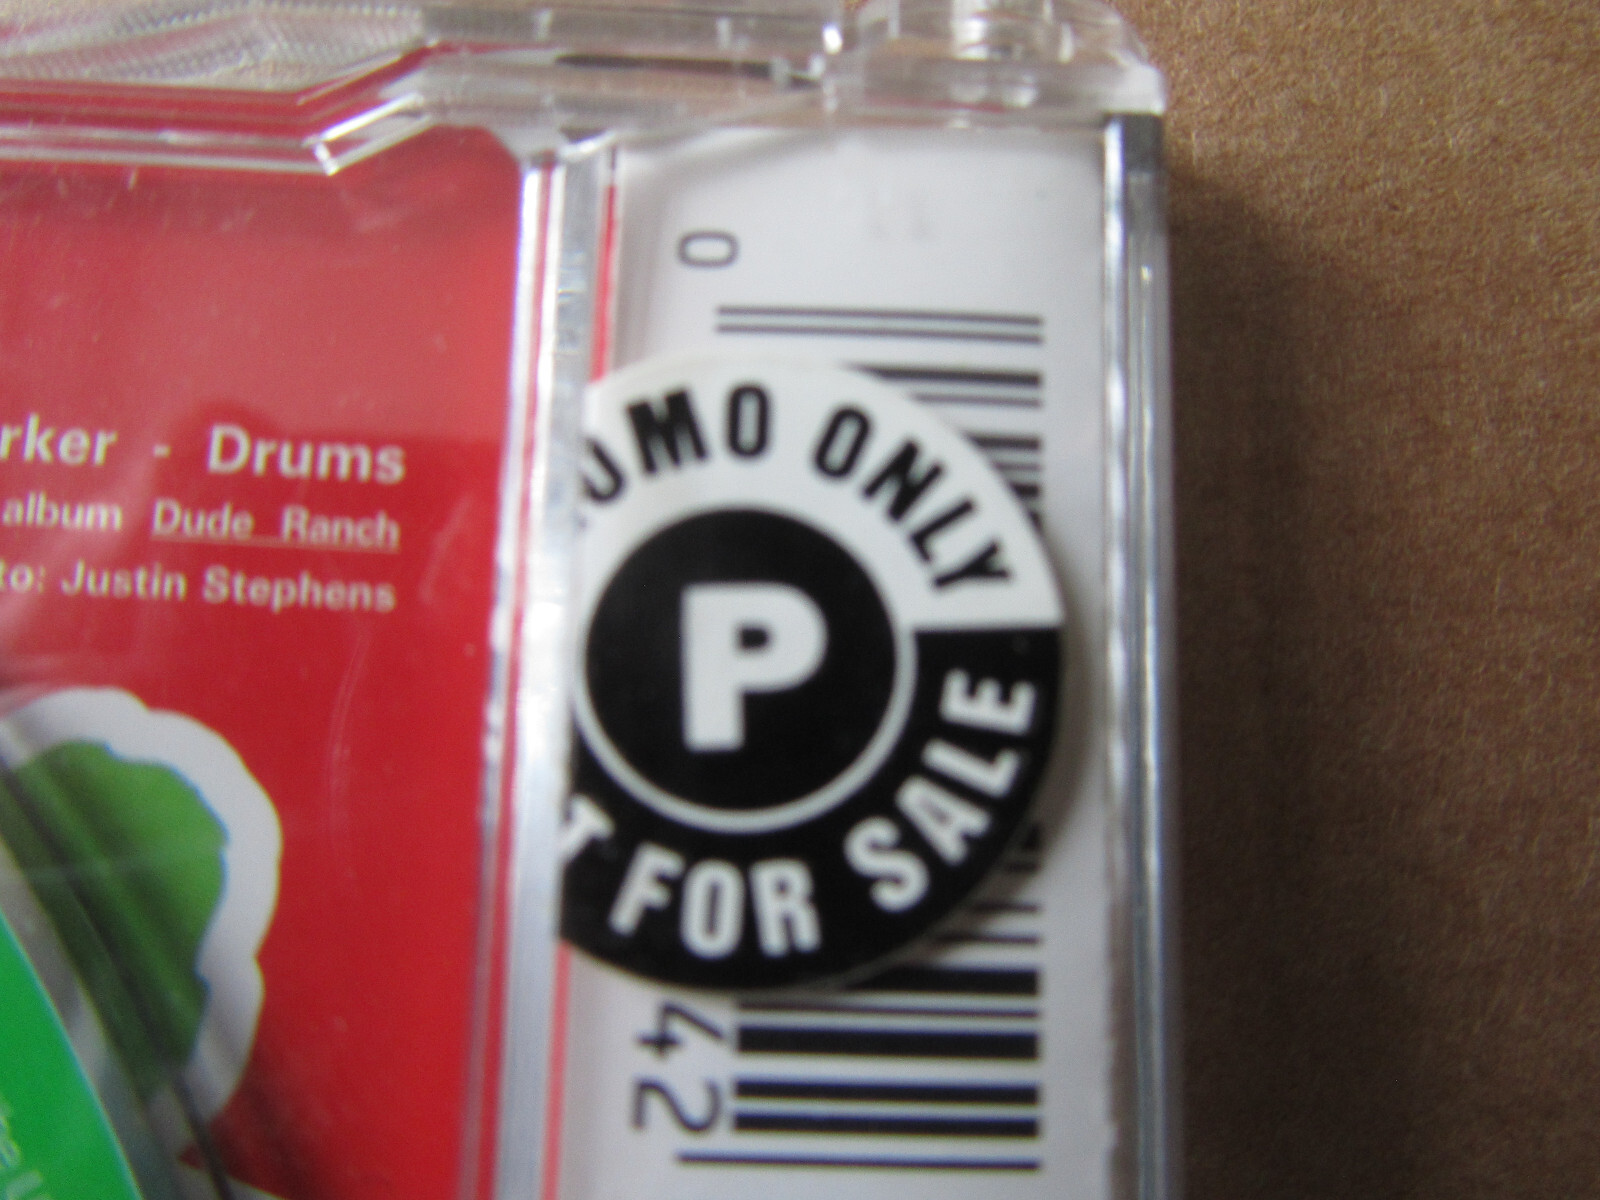 0
OMO ONLY
P
T FOR SALE
42
rker - Drums
album Dude Ranch
to: Justin Stephens